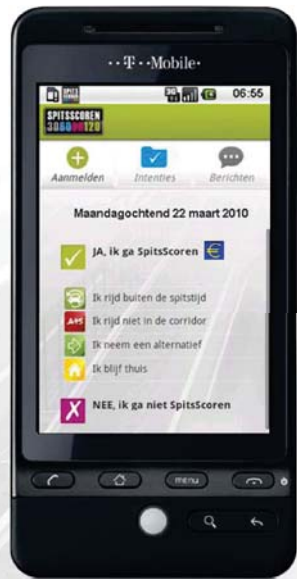 ··T··Mobile·
06:55
SPITSSCOREN
Aanmelden Intenties Berichten
Maandagochtend 22 maart 2010
JA, ik ga SpitsScoren €
Ik rijd buiten de spitstijd
A15 Ik rijd niet in de corridor
Ik neem een alternatief
Ik blijf thuis
X NEE, ik ga niet SpitsScoren
menu